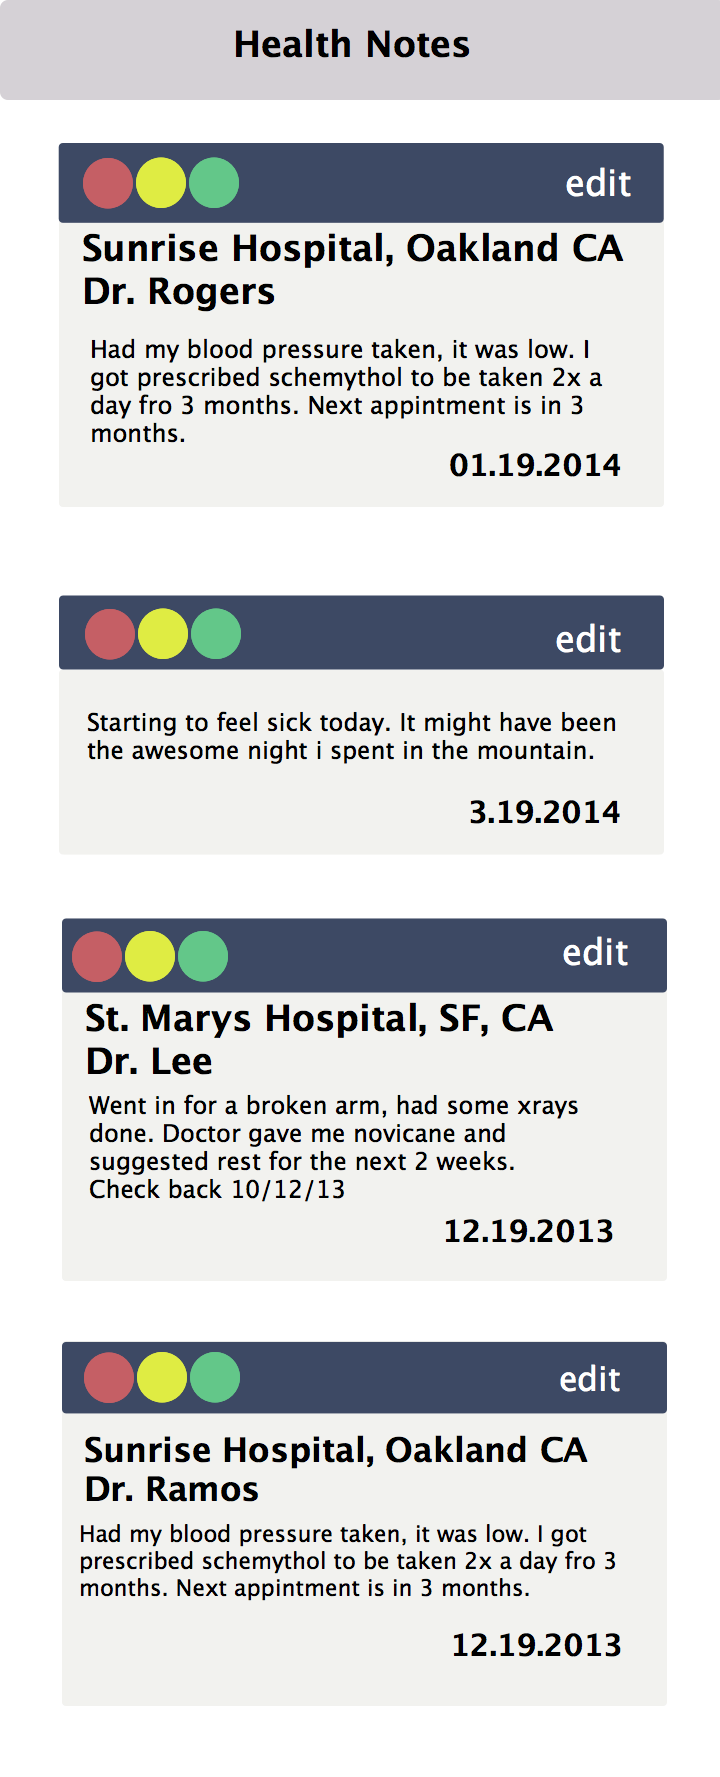 Health Notes
edit
Sunrise Hospital, Oakland CA
Dr. Rogers
Had my blood pressure taken, it was low. I
got prescribed schemythol to be taken 2x a
day fro 3 months. Next appintment is in 3
months.
01.19.2014
edit
Starting to feel sick today. It might have been
the awesome night i spent in the mountain.
3.19.2014
edit
St. Marys Hospital, SF, CA
Dr. Lee
Went in for a broken arm, had some xrays
done. Doctor gave me novicane and
suggested rest for the next 2 weeks.
Check back 10/12/13
12.19.2013
edit
Sunrise Hospital, Oakland CA
Dr. Ramos
Had my blood pressure taken, it was low. I got
prescribed schemythol to be taken 2x a day fro 3
months. Next appintment is in 3 months.
12.19.2013